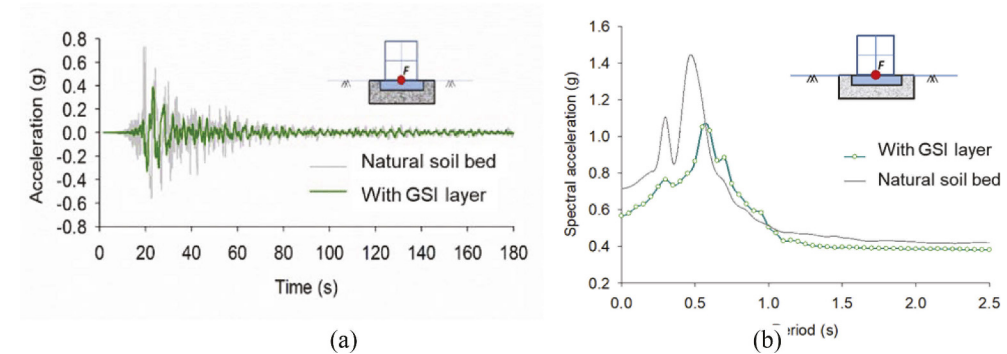 0.8
0.6
0.4
0.2
0.0
-0.2
-0.4
-0.6
-0.8
Acceleration (g)
0 20 40 60 80 100 120 140 160 180
Time (s)
F
Natural soil bed
With GSI layer
(a)
1.6
1.4
1.2
1.0
0.8
0.6
0.4
0.2
Spectral acceleration (g)
0.0 0.5 1.0 1.5 2.0 2.5
eriod (s)
F
With GSI layer
Natural soil bed
(b)